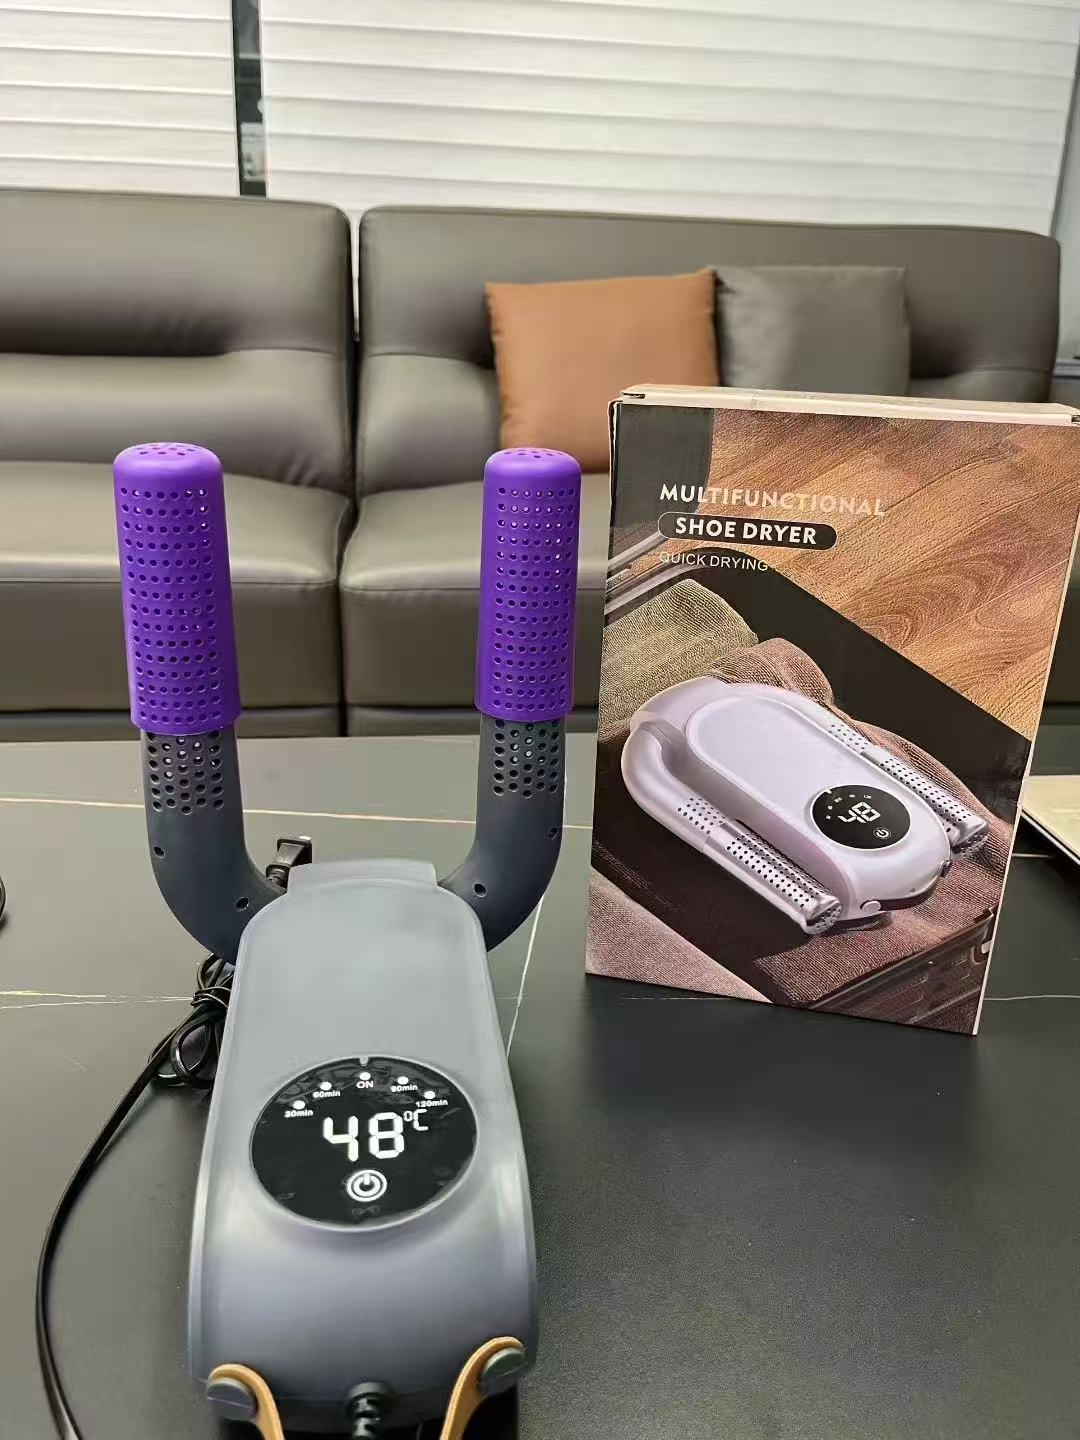 MULTIFUNCTIONAL
SHOE DRYER
QUICK DRYING
48
30min
60min
ON
90min
120min
48°C